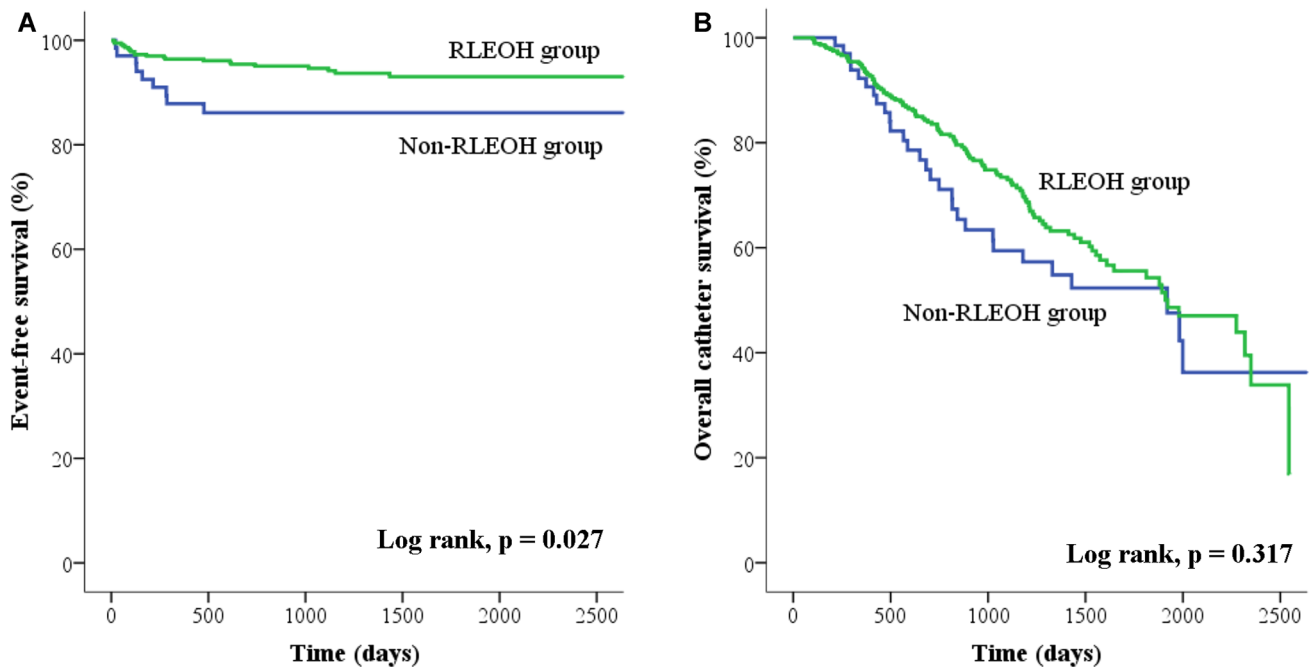 A
Event-free survival (%)
100
80
60
40
20
0
RLEOH group
Non-RLEOH group
Log rank, p = 0.027
0 500 1000 1500 2000 2500
Time (days)
B
Overall catheter survival (%)
100
80
60
40
20
0
RLEOH group
Non-RLEOH group
Log rank, p = 0.317
0 500 1000 1500 2000 2500
Time (days)